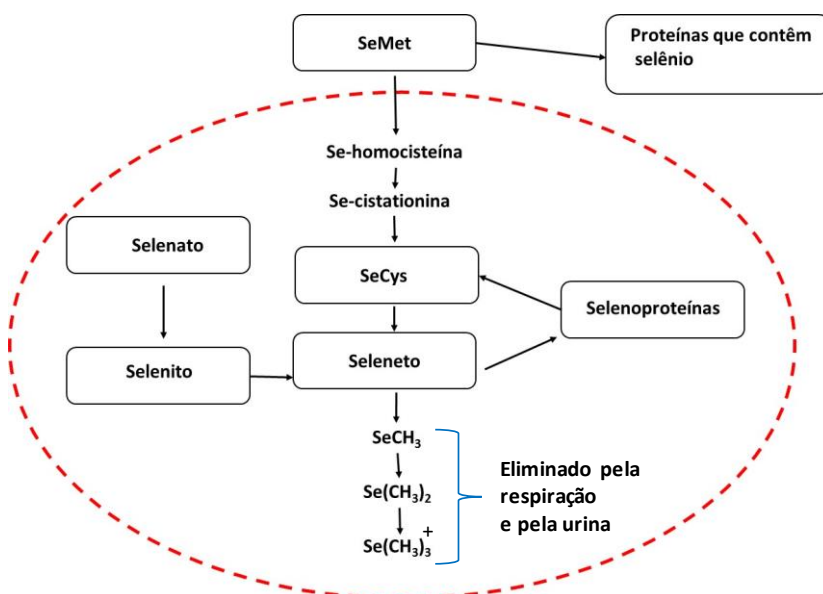 SeMet
Proteínas que contêm
selênio
Se-homocisteína
Se-cistationina
Selenato
SeCys
Selenoproteínas
Selenito
Seleneto
SeCH₃
Se(CH₃)₂
Se(CH₃)₃⁺
Eliminado pela
respiração
e pela urina